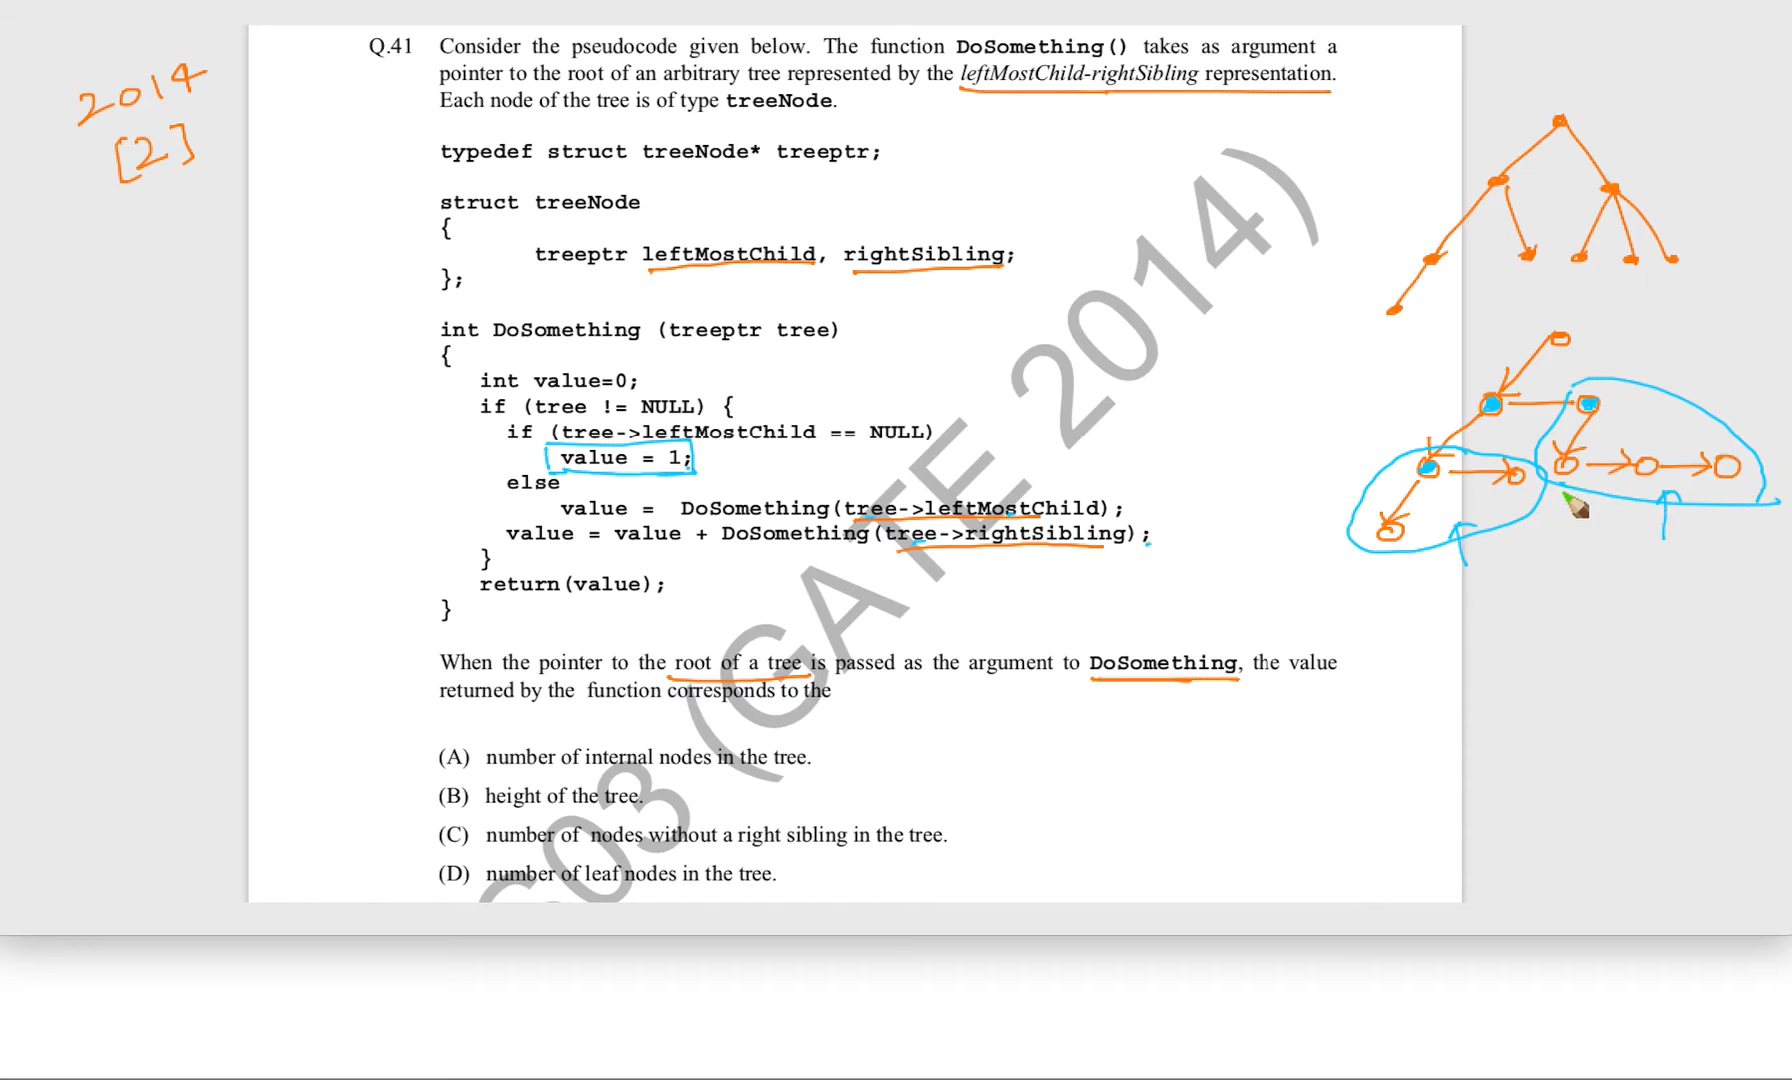 2014
[2]
Q.41 Consider the pseudocode given below. The function DoSomething() takes as argument a
pointer to the root of an arbitrary tree represented by the leftMostChild-rightSibling representation.
Each node of the tree is of type treeNode.
typedef struct treeNode* treeptr;
struct treeNode
{
treeptr leftMostChild, rightSibling;
};
int DoSomething (treeptr tree)
{
int value=0;
if (tree != NULL) {
if (tree->leftMostChild == NULL)
value = 1;
else
value = DoSomething(tree->leftMostChild);
value = value + DoSomething(tree->rightSibling);
}
return(value);
}
When the pointer to the root of a tree is passed as the argument to DoSomething, the value
returned by the function corresponds to the
(A) number of internal nodes in the tree.
(B) height of the tree.
(C) number of nodes without a right sibling in the tree.
(D) number of leaf nodes in the tree.
G03 (GATE 2014)